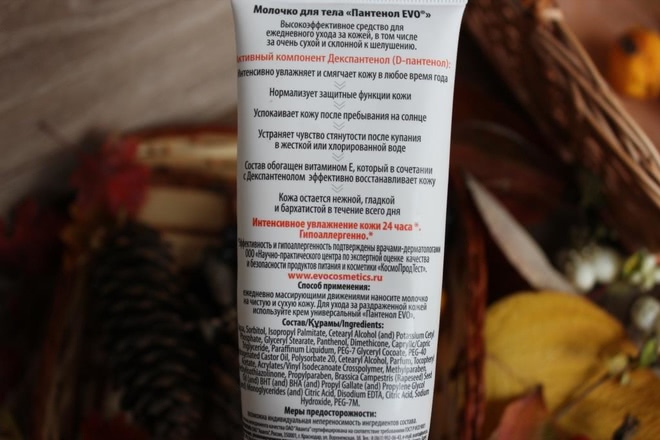 Молочко для тела «Пантенол EVO®»
Высокоэффективное средство для
ежедневного ухода за кожей, в том числе
за очень сухой и склонной к шелушению.
активный компонент Декспантенол (D-пантенол):
Интенсивно увлажняет и смягчает кожу в любое время года
Нормализует защитные функции кожи
Успокаивает кожу после пребывания на солнце
Устраняет чувство стянутости после купания
в жесткой или хлорированной воде
Состав обогащен витамином Е, который в сочетании
с Декспантенолом эффективно восстанавливает кожу
Кожа остается нежной, гладкой
и бархатистой в течение всего дня
Интенсивное увлажнение кожи 24 часа *.
Гипоаллергенно.*
Эффективность и гипоаллергенность подтверждены врачами-дерматологами
ООО «Научно-практического центра по экспертной оценке качества
и безопасности продуктов питания и косметики «КосмоПродТест».
www.evocosmetics.ru
Способ применения:
ежедневно массирующими движениями наносите молочко
на чистую и сухую кожу. Для ухода за раздраженной кожей
используйте крем универсальный «Пантенол EVO».
Состав/Құрамы/Ingredients:
Sorbitol, Isopropyl Palmitate, Cetearyl Alcohol (and) Potassium Cetyl
Phosphate, Glyceryl Stearate, Panthenol, Dimethicone, Caprylic/Capric
Triglyceride, Paraffinum Liquidum, PEG-7 Glyceryl Cocoate, PEG-40
Castor Oil, Polysorbate 20, Cetearyl Alcohol, Parfum, Tocopheryl
Acetate, Acrylates/Vinyl Isodecanoate Crosspolymer, Methylparaben,
Propylparaben, Brassica Campestris (Rapeseed) Seed
Oil (and) BHT (and) BHA (and) Propyl Gallate (and) Propylene Glycol
(and) Citric Acid, Disodium EDTA, Citric Acid, Sodium
Hydroxide, PEG-7M.
Меры предосторожности:
возможна индивидуальная непереносимость ингредиентов состава.